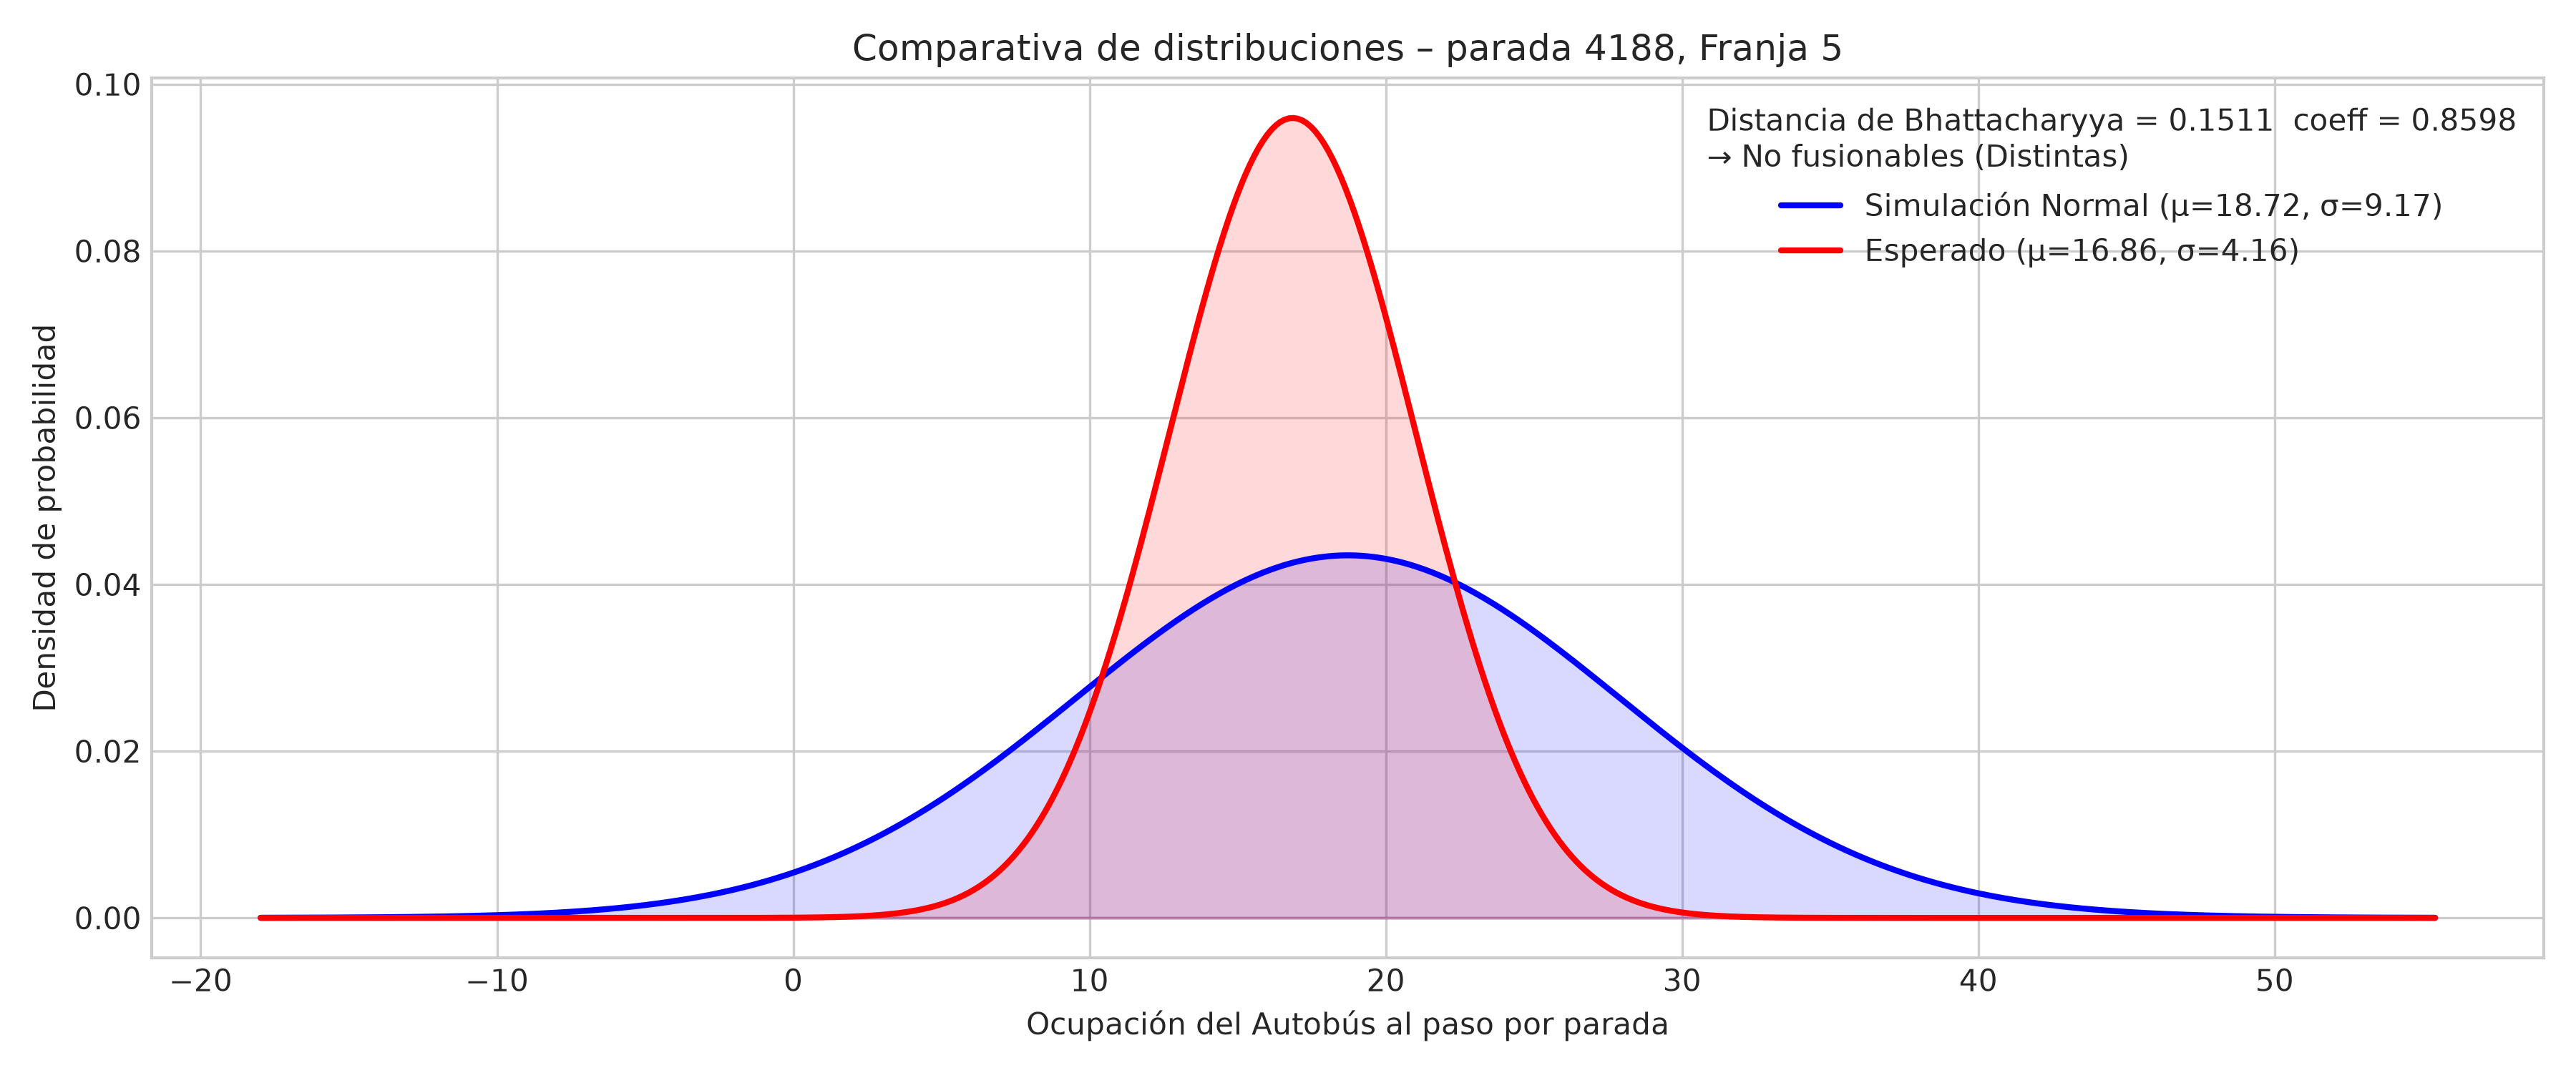 Comparativa de distribuciones – parada 4188, Franja 5
Distancia de Bhattacharyya = 0.1511  coeff = 0.8598
→ No fusionables (Distintas)
Simulación Normal (μ=18.72, σ=9.17)
Esperado (μ=16.86, σ=4.16)
Densidad de probabilidad
0.10
0.08
0.06
0.04
0.02
0.00
−20 −10 0 10 20 30 40 50
Ocupación del Autobús al paso por parada